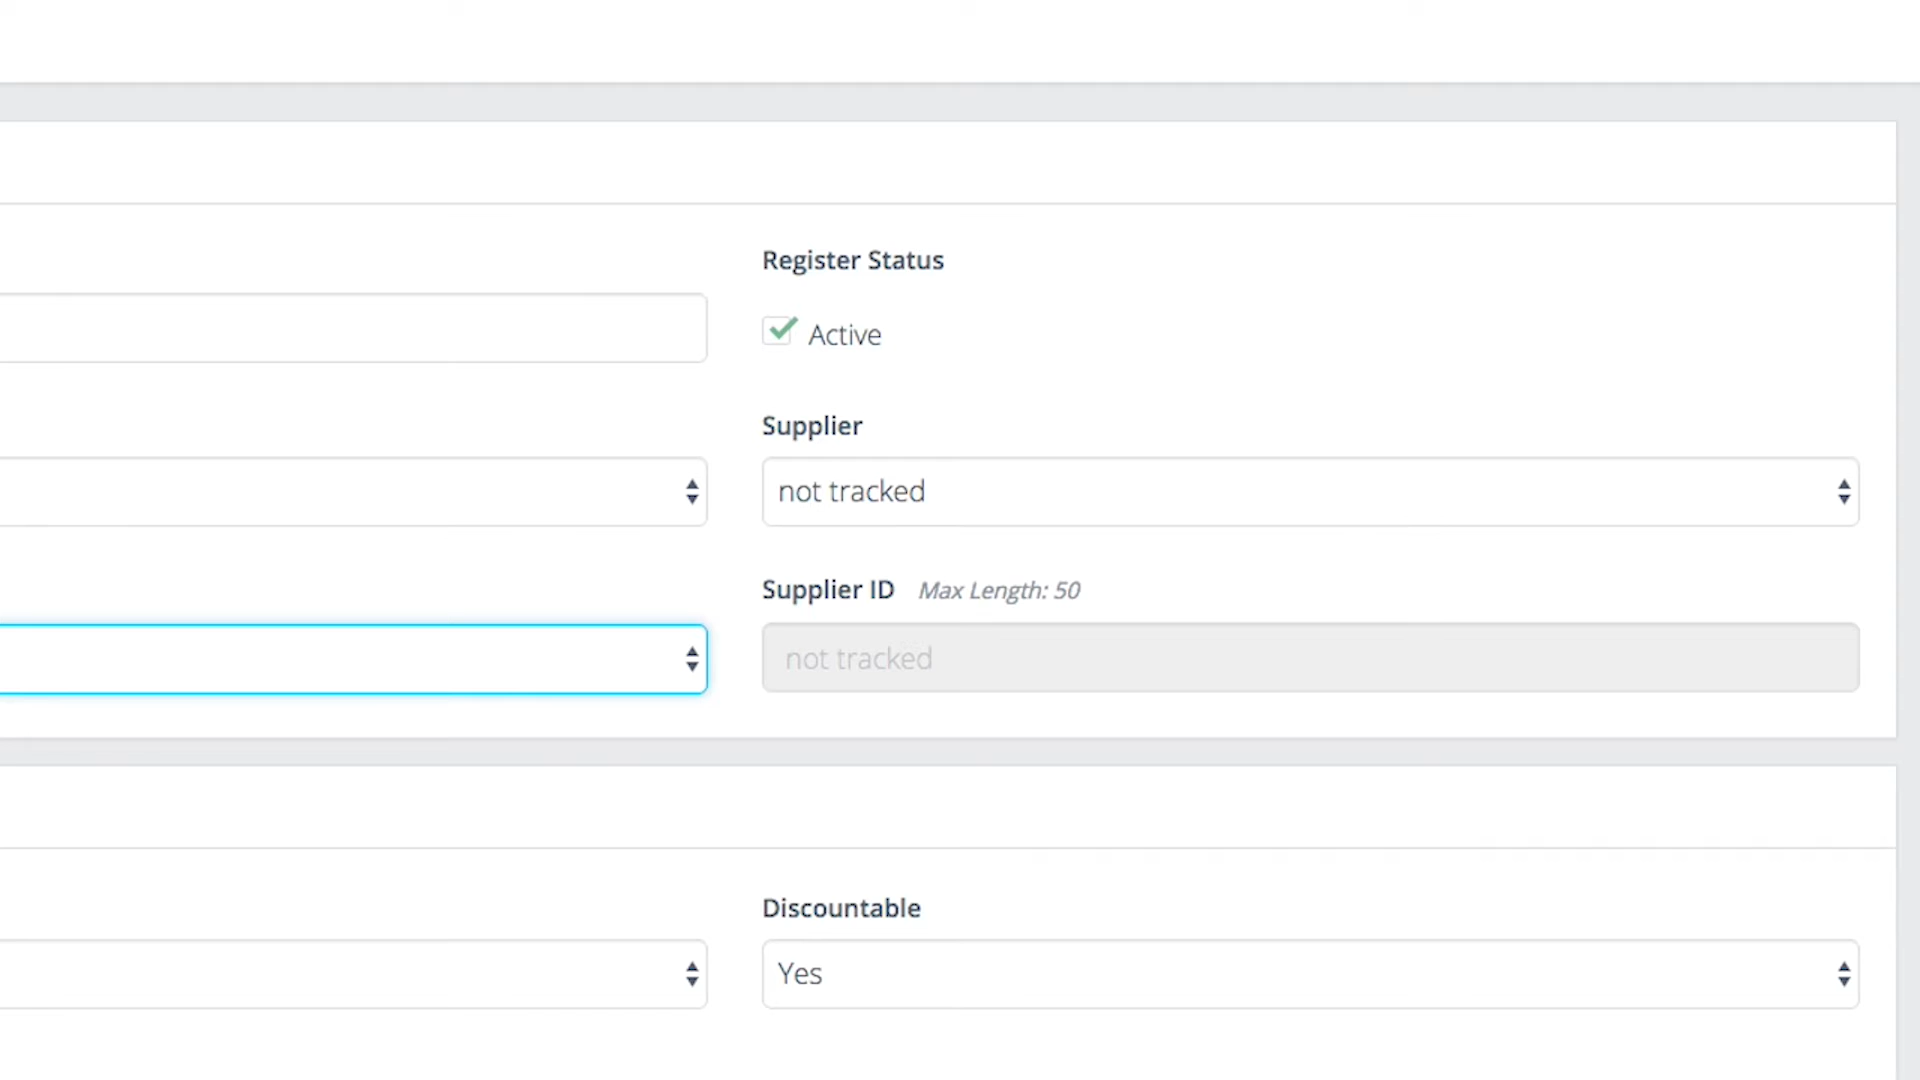 Register Status
Active
Supplier
not tracked
Supplier ID Max Length: 50
not tracked
Discountable
Yes